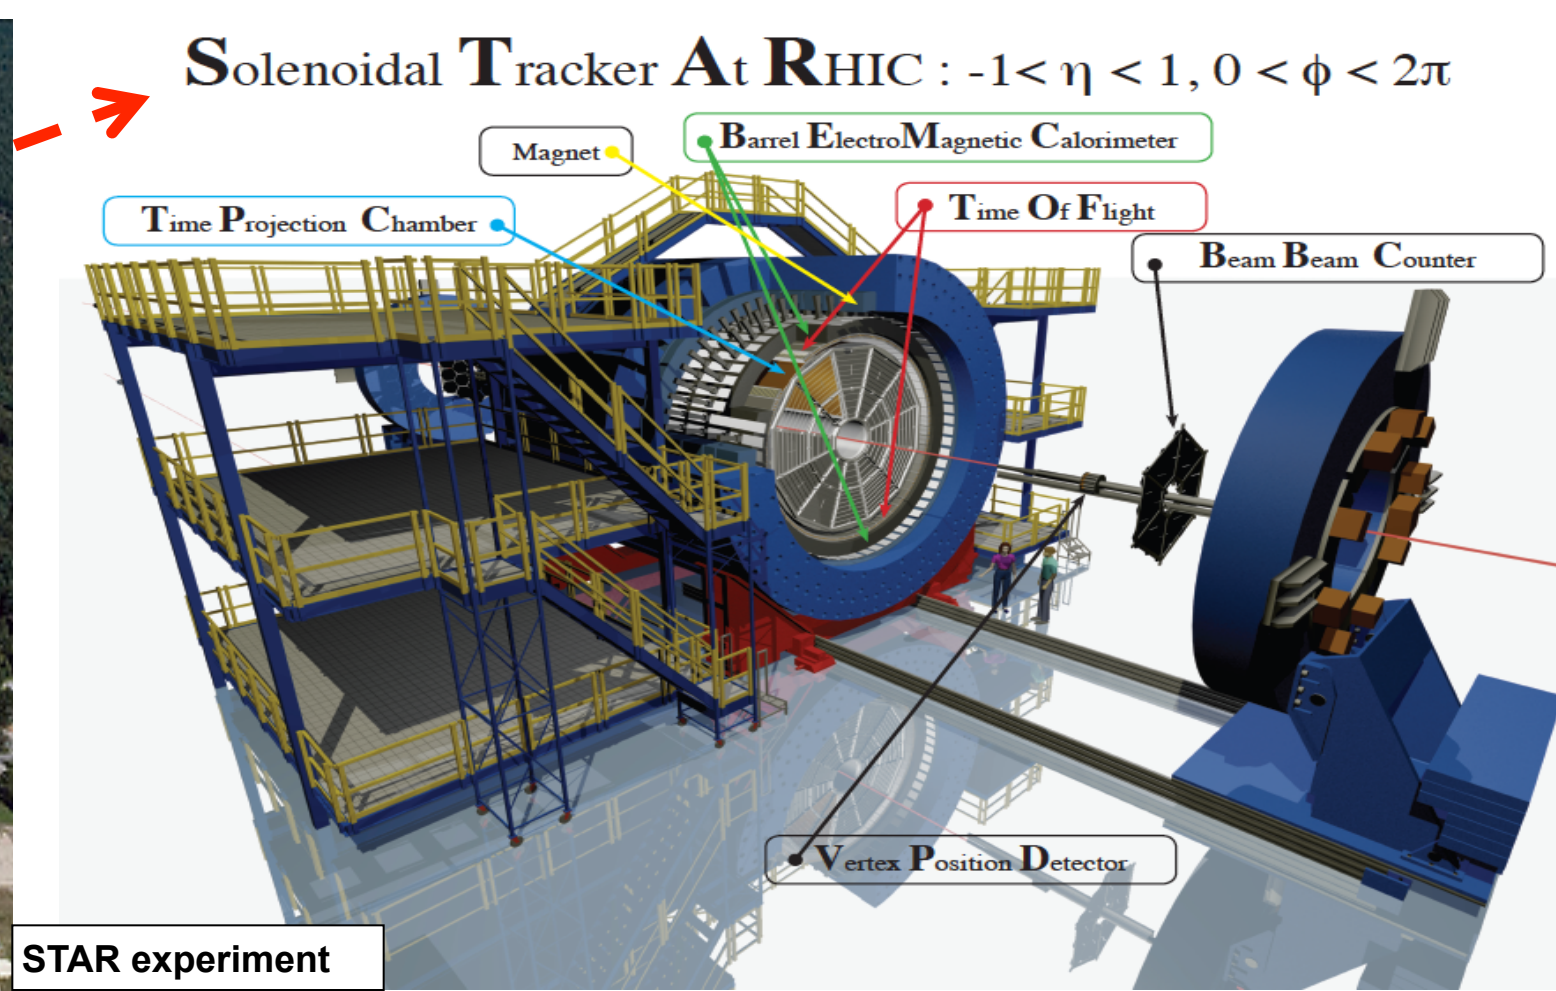 Solenoidal Tracker At RHIC : -1< η < 1, 0 < ϕ < 2π
Barrel ElectroMagnetic Calorimeter
Magnet
Time Projection Chamber
Time Of Flight
Beam Beam Counter
Vertex Position Detector
STAR experiment